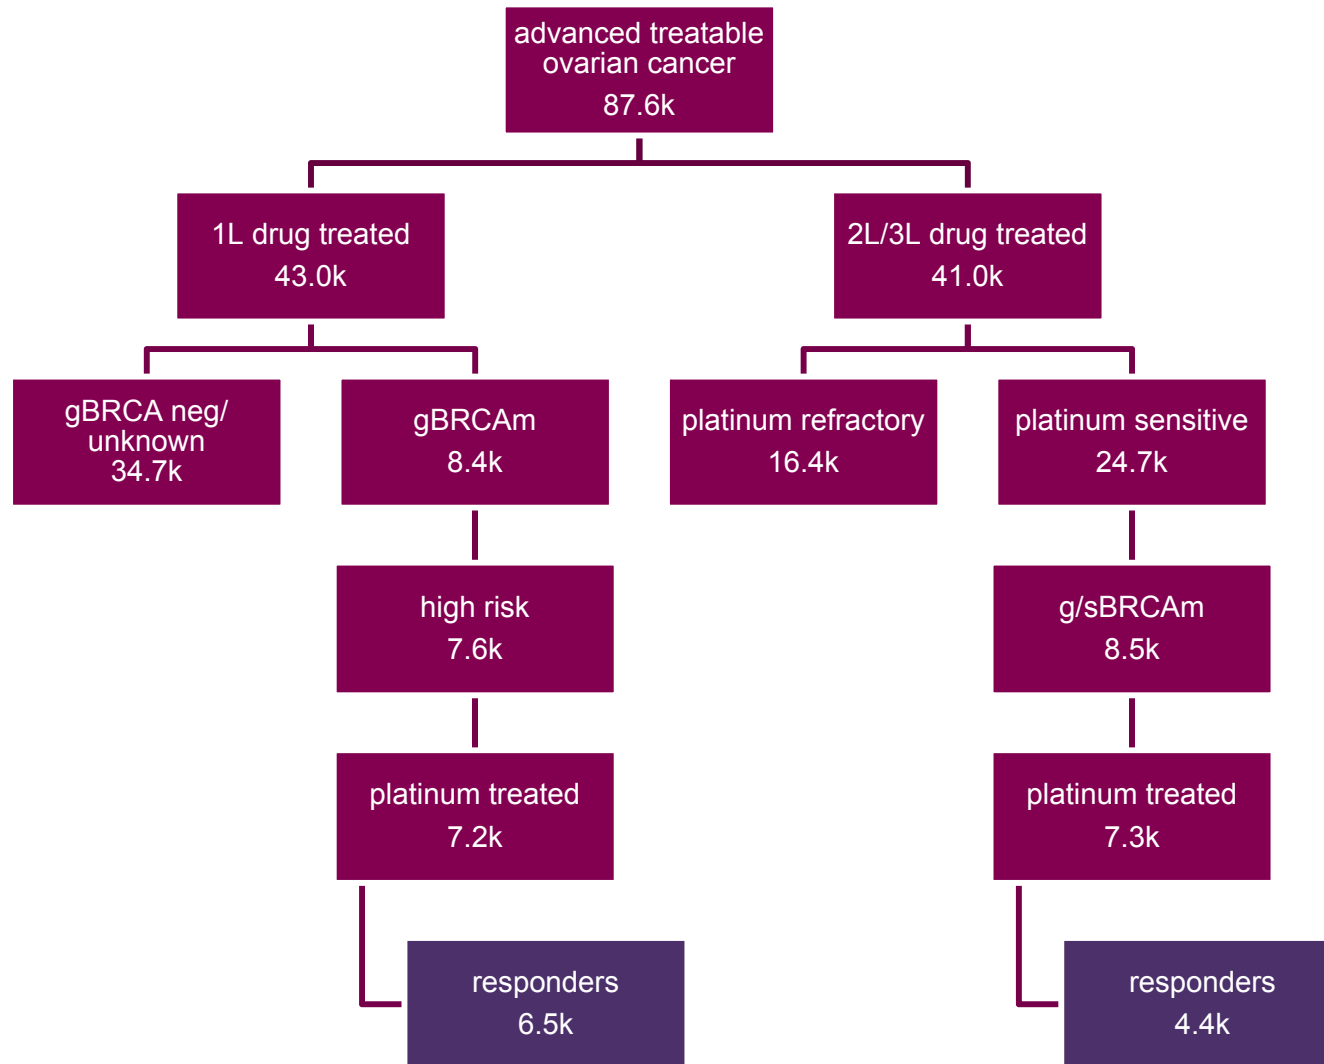 advanced treatable
ovarian cancer
87.6k
1L drug treated
43.0k
2L/3L drug treated
41.0k
gBRCA neg/
unknown
34.7k
gBRCAm
8.4k
platinum refractory
16.4k
platinum sensitive
24.7k
high risk
7.6k
g/sBRCAm
8.5k
platinum treated
7.2k
platinum treated
7.3k
responders
6.5k
responders
4.4k